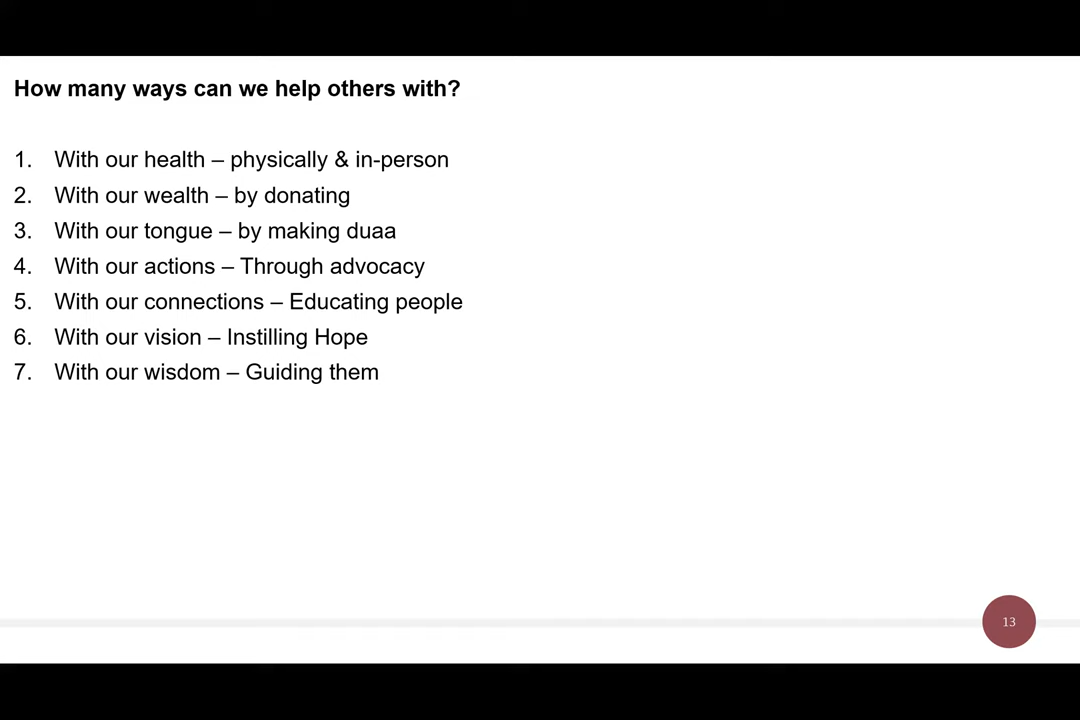 How many ways can we help others with?
1. With our health – physically & in-person
2. With our wealth – by donating
3. With our tongue – by making duaa
4. With our actions – Through advocacy
5. With our connections – Educating people
6. With our vision – Instilling Hope
7. With our wisdom – Guiding them
13